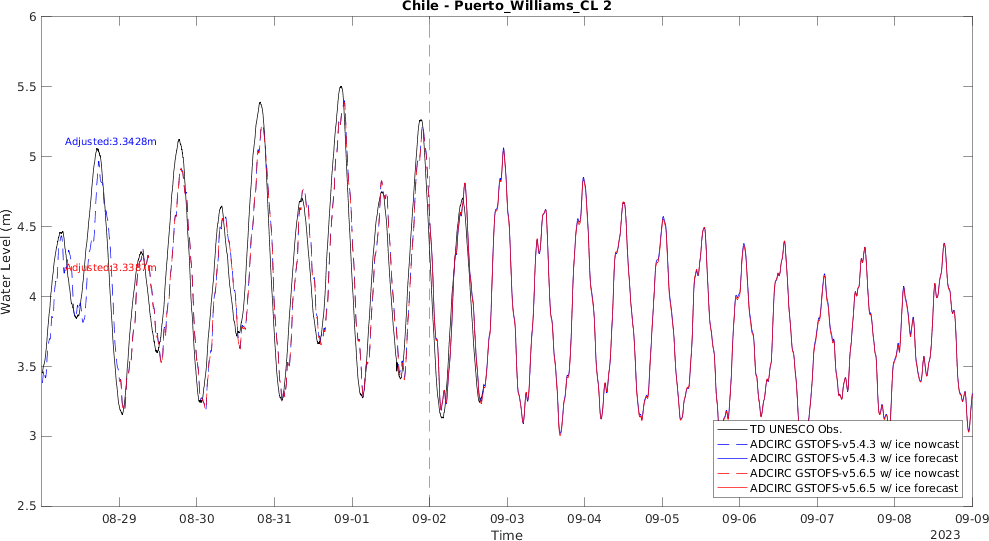 Chile - Puerto_Williams_CL 2
6
5.5
5
4.5
4
3.5
3
2.5
Water Level (m)
Adjusted:3.3428m
Adjusted:3.3387m
TD UNESCO Obs.
ADCIRC GSTOFS-v5.4.3 w/ ice nowcast
ADCIRC GSTOFS-v5.4.3 w/ ice forecast
ADCIRC GSTOFS-v5.6.5 w/ ice nowcast
ADCIRC GSTOFS-v5.6.5 w/ ice forecast
08-29 08-30 08-31 09-01 09-02 09-03 09-04 09-05 09-06 09-07 09-08 09-09
Time
2023